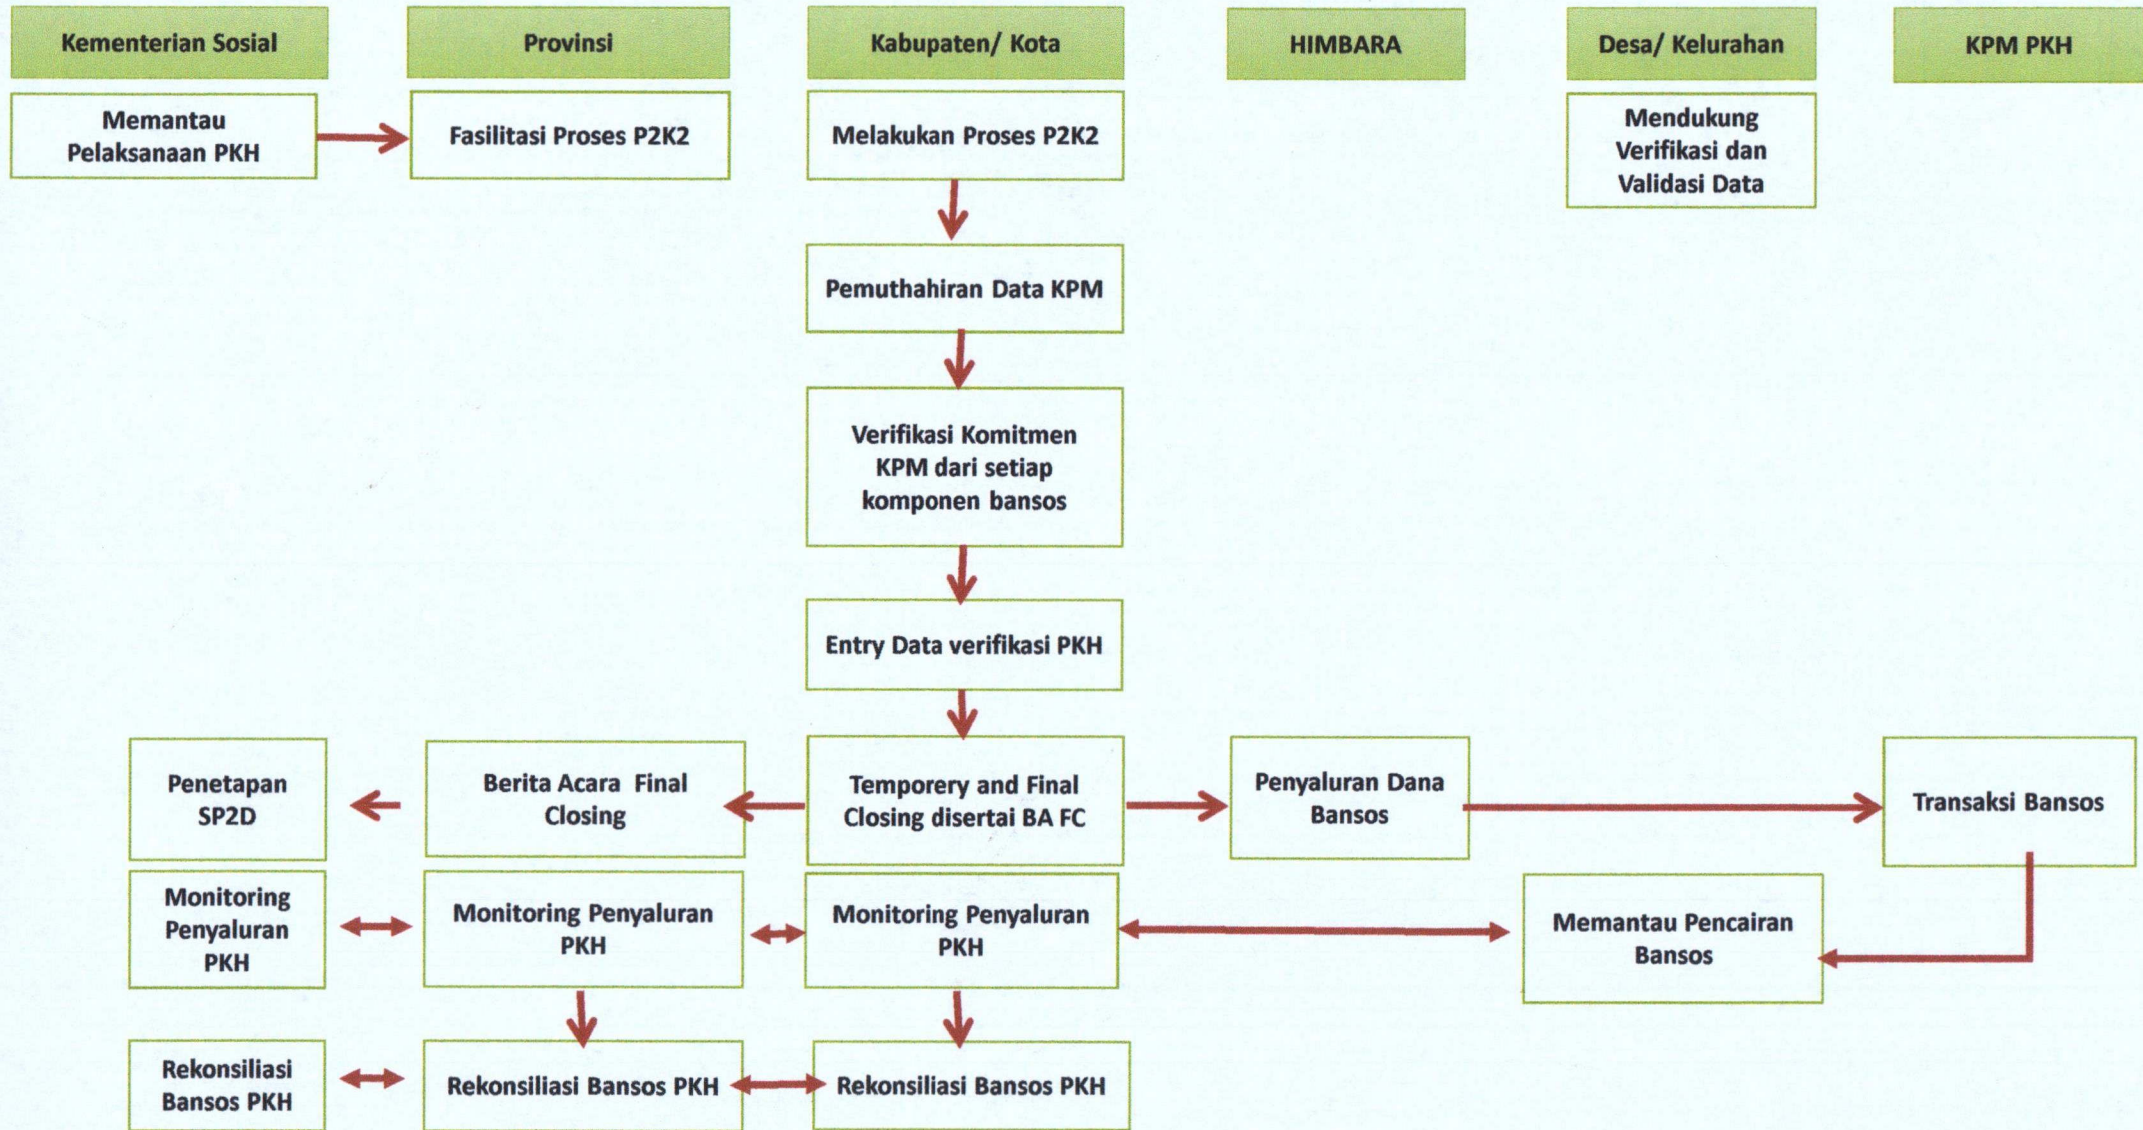 Kementerian Sosial
Provinsi
Kabupaten/ Kota
HIMBARA
Desa/ Kelurahan
KPM PKH
Memantau
Pelaksanaan PKH
Fasilitasi Proses P2K2
Melakukan Proses P2K2
Mendukung
Verifikasi dan
Validasi Data
Pemuthahiran Data KPM
Verifikasi Komitmen
KPM dari setiap
komponen bansos
Entry Data verifikasi PKH
Penetapan
SP2D
Berita Acara Final
Closing
Temporery and Final
Closing disertai BA FC
Penyaluran Dana
Bansos
Transaksi Bansos
Monitoring
Penyaluran
PKH
Monitoring Penyaluran
PKH
Monitoring Penyaluran
PKH
Memantau Pencairan
Bansos
Rekonsiliasi
Bansos PKH
Rekonsiliasi Bansos PKH
Rekonsiliasi Bansos PKH